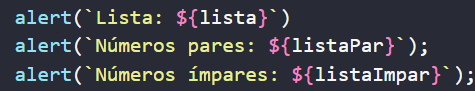 alert(`Lista: ${lista}`)
alert(`Números pares: ${listaPar}`);
alert(`Números ímpares: ${listaImpar}`);